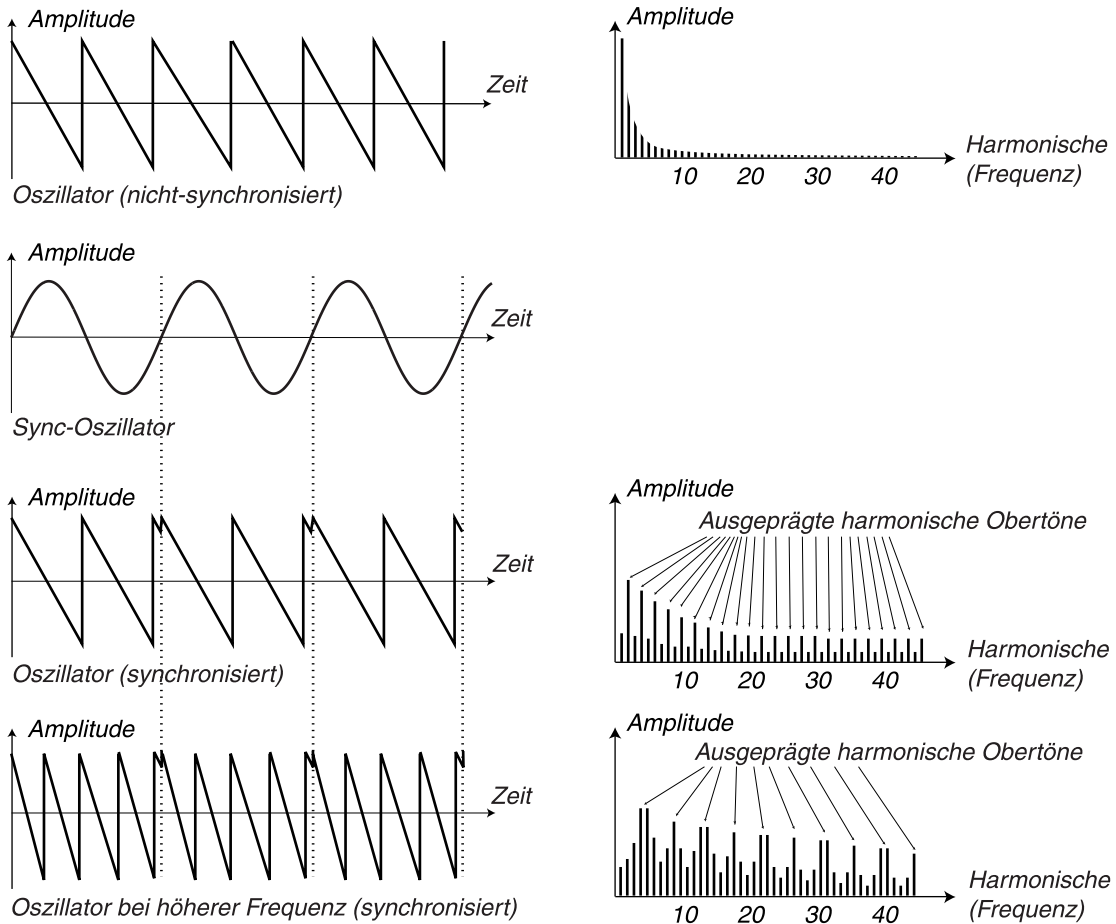 Amplitude
Zeit
Oszillator (nicht-synchronisiert)
Amplitude
Harmonische
(Frequenz)
10 20 30 40
Amplitude
Zeit
Sync-Oszillator
Amplitude
Zeit
Oszillator (synchronisiert)
Amplitude
Ausgeprägte harmonische Obertöne
Harmonische
(Frequenz)
10 20 30 40
Amplitude
Zeit
Oszillator bei höherer Frequenz (synchronisiert)
Amplitude
Ausgeprägte harmonische Obertöne
Harmonische
(Frequenz)
10 20 30 40